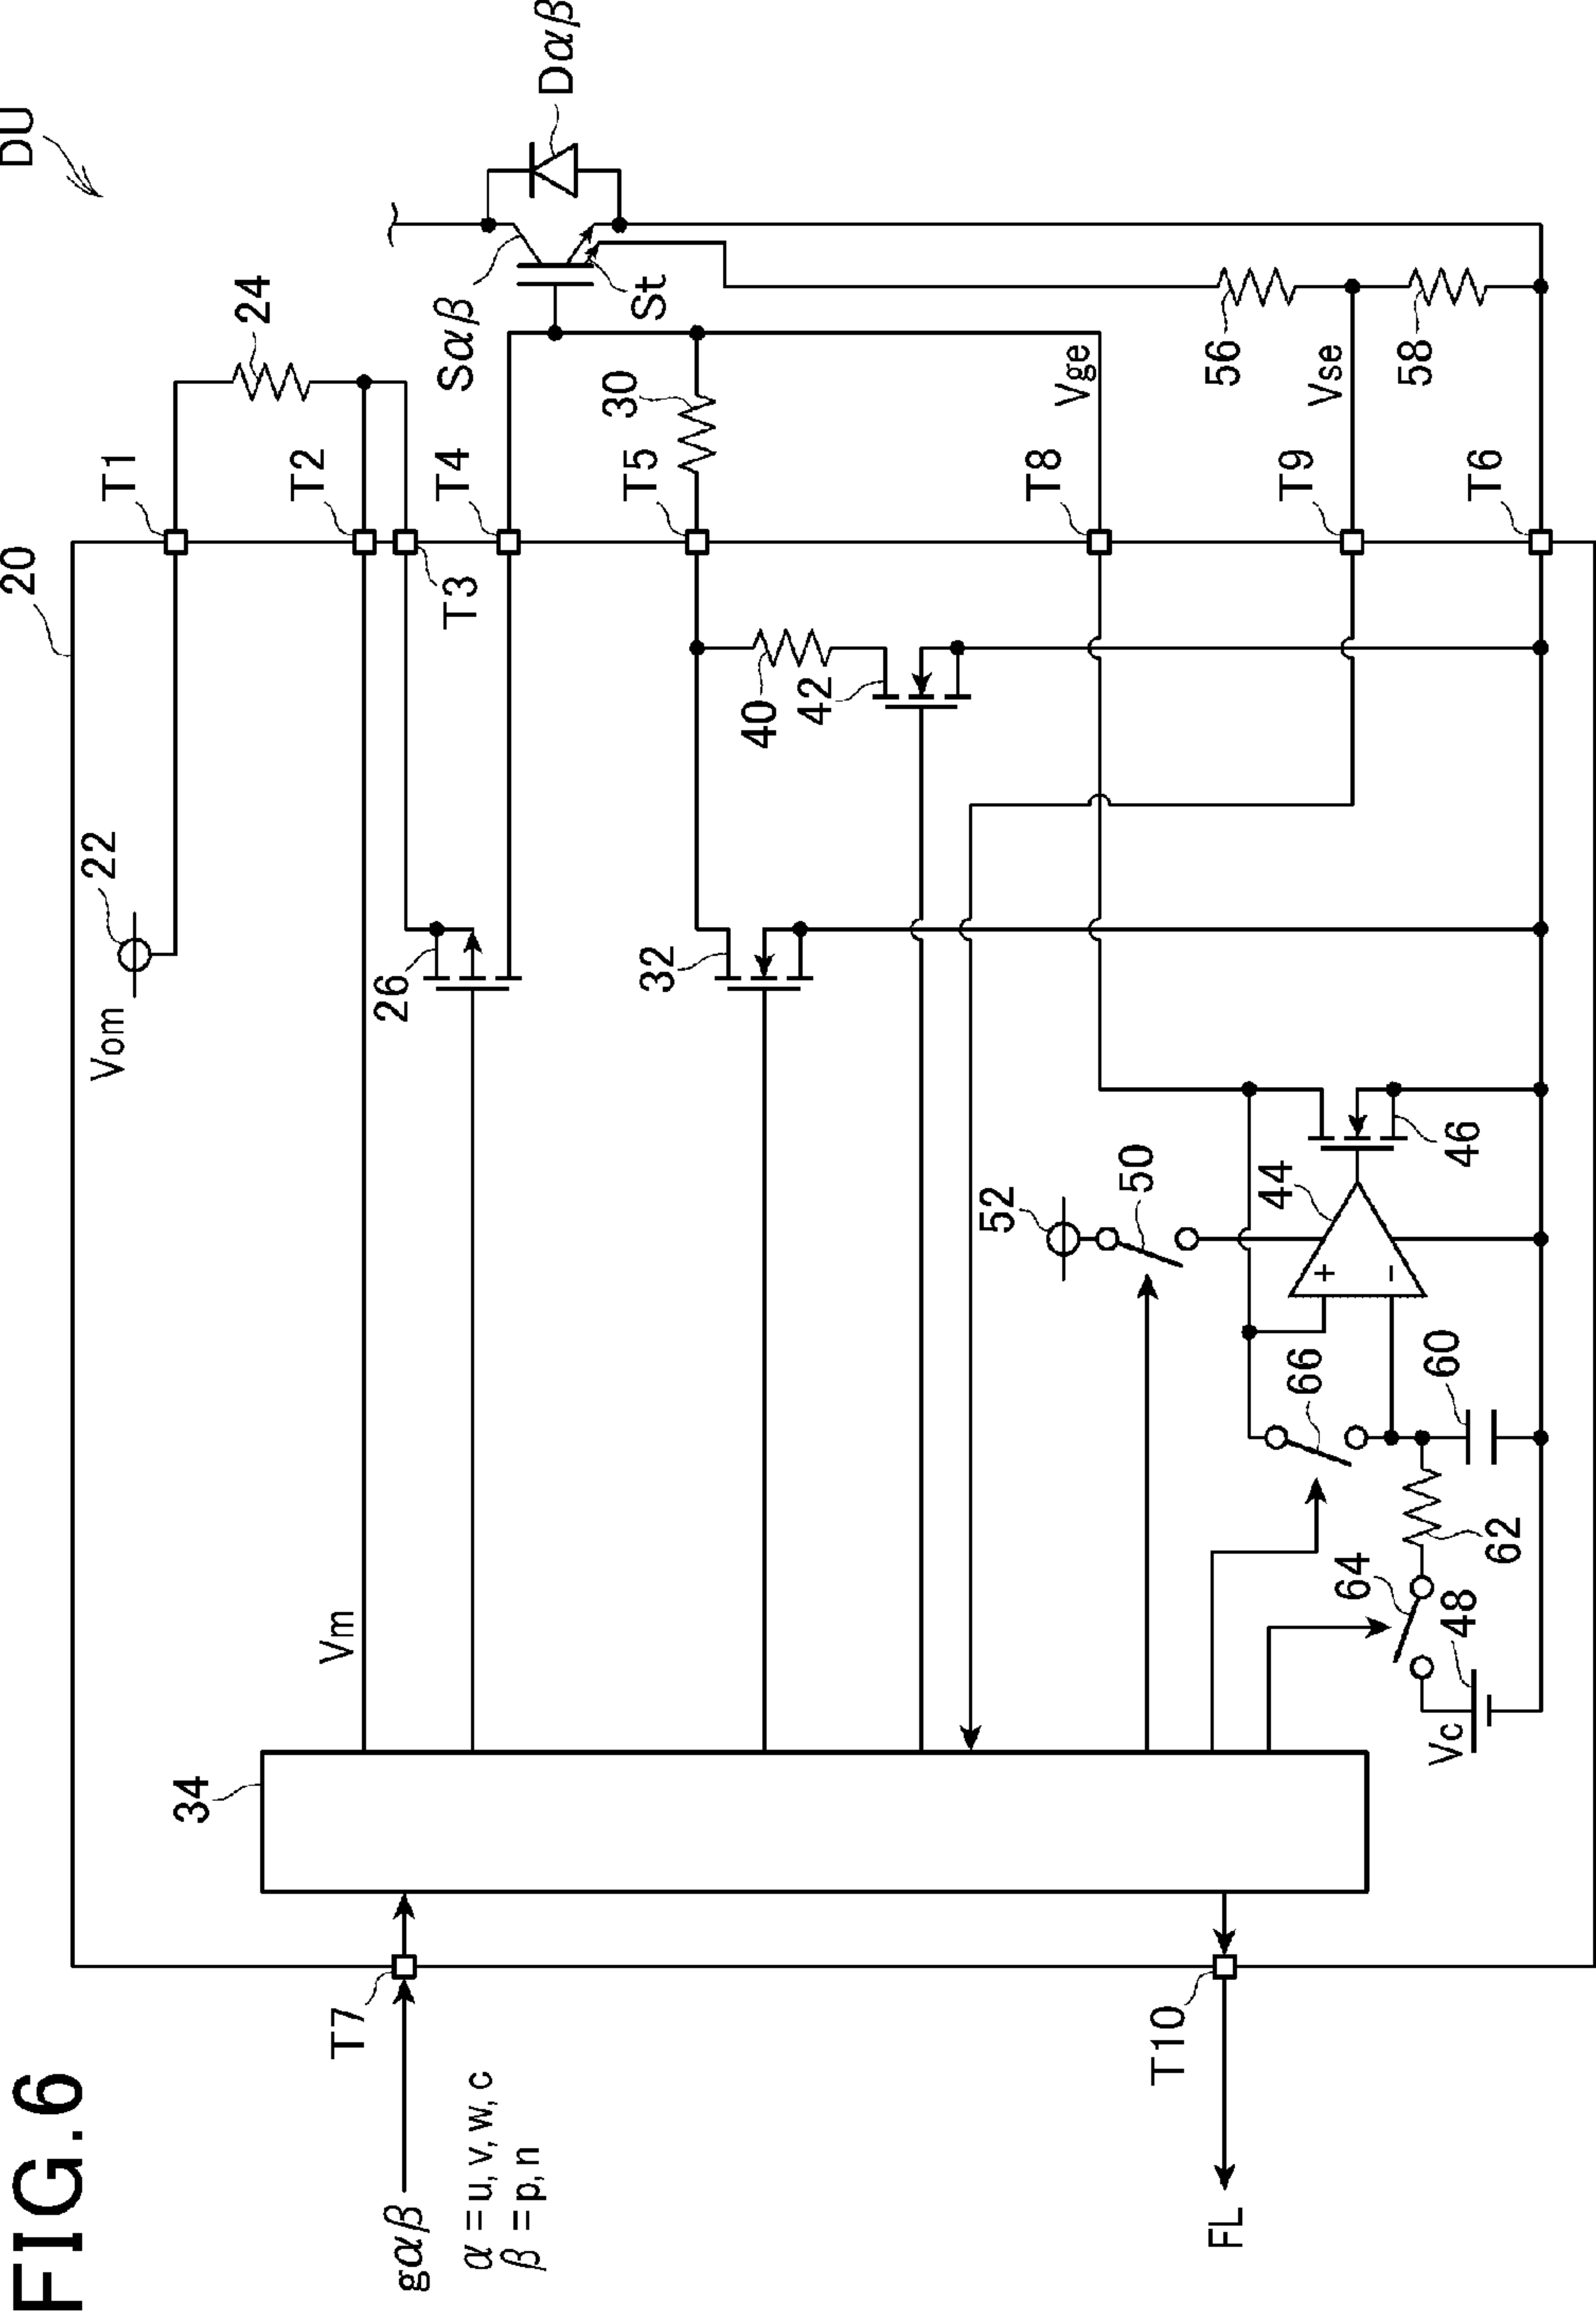 FIG.6
DU
20
22
Vom
T1
24
T2
T3
T4
T5
T8
T9
T6
Vm
26
Sαβ
Dαβ
St
30
32
40
42
Vge
56
Vse
58
34
T7
gαβ
α = u, v, w, c
β = p, n
52
50
44
46
66
60
62
64
48
Vc
T10
FL
+
−